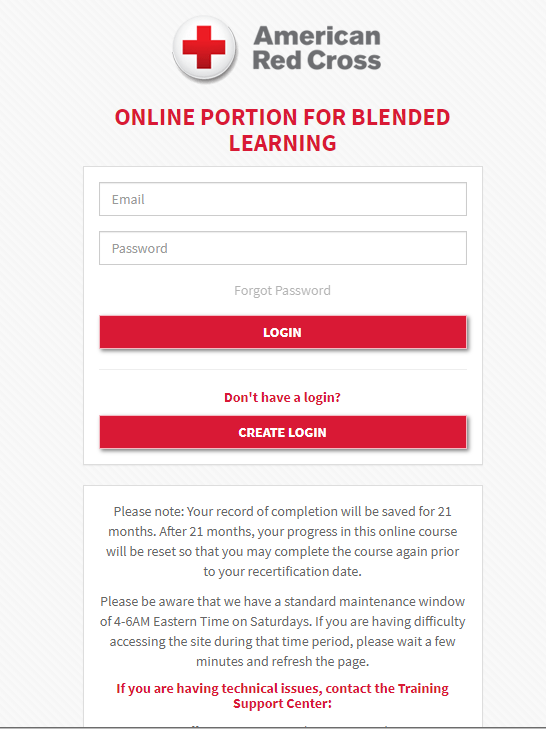 American
Red Cross
ONLINE PORTION FOR BLENDED
LEARNING
Email
Password
Forgot Password
LOGIN
Don't have a login?
CREATE LOGIN
Please note: Your record of completion will be saved for 21
months. After 21 months, your progress in this online course
will be reset so that you may complete the course again prior
to your recertification date.
Please be aware that we have a standard maintenance window
of 4-6AM Eastern Time on Saturdays. If you are having difficulty
accessing the site during that time period, please wait a few
minutes and refresh the page.
If you are having technical issues, contact the Training
Support Center: